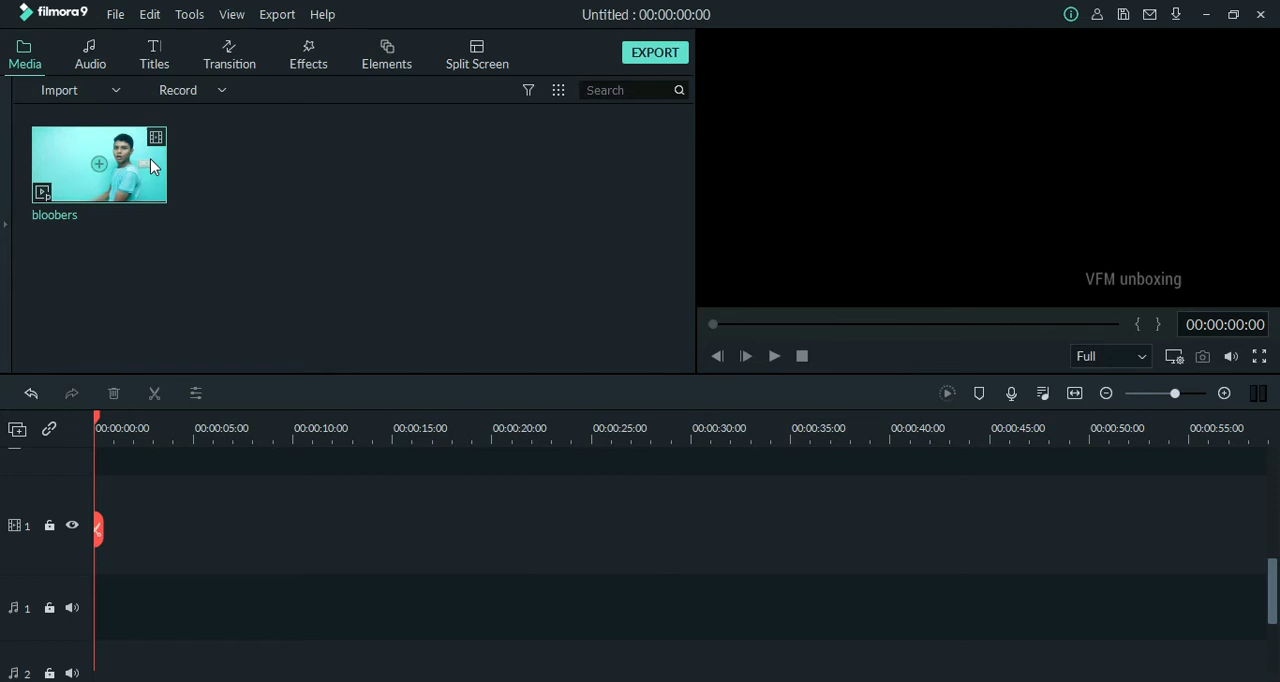 filmora9 File Edit Tools View Export Help Untitled : 00:00:00:00
Media Audio Titles Transition Effects Elements Split Screen EXPORT
Import Record Search
bloobers
VFM unboxing
{ } 00:00:00:00
Full
00:00:00:00 00:00:05:00 00:00:10:00 00:00:15:00 00:00:20:00 00:00:25:00 00:00:30:00 00:00:35:00 00:00:40:00 00:00:45:00 00:00:50:00 00:00:55:00
1
1
2